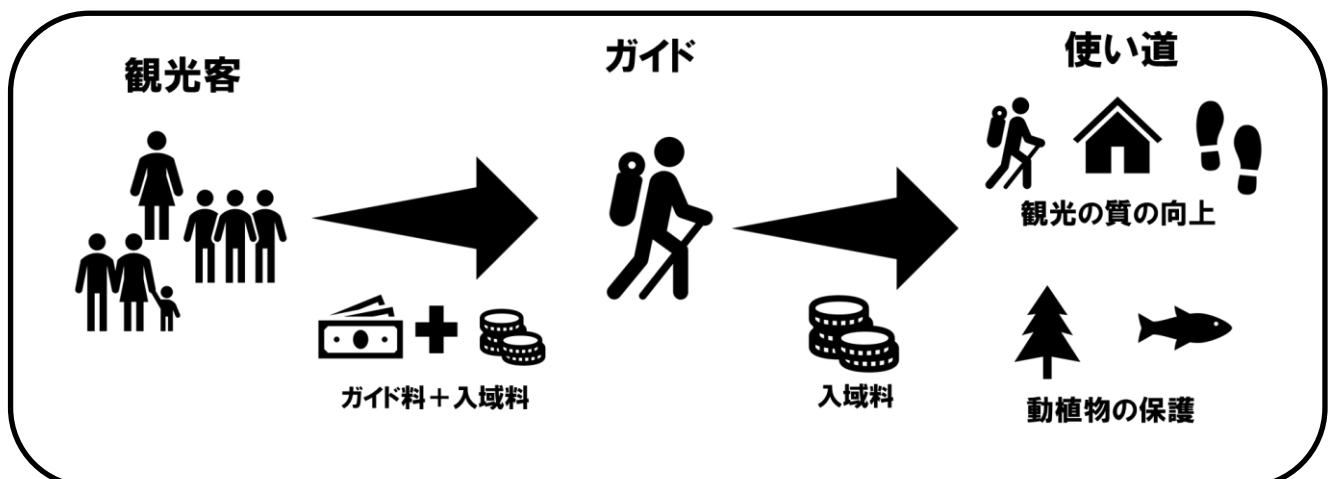 観光客
ガイド
使い道
観光の質の向上
ガイド料＋入域料
入域料
動植物の保護